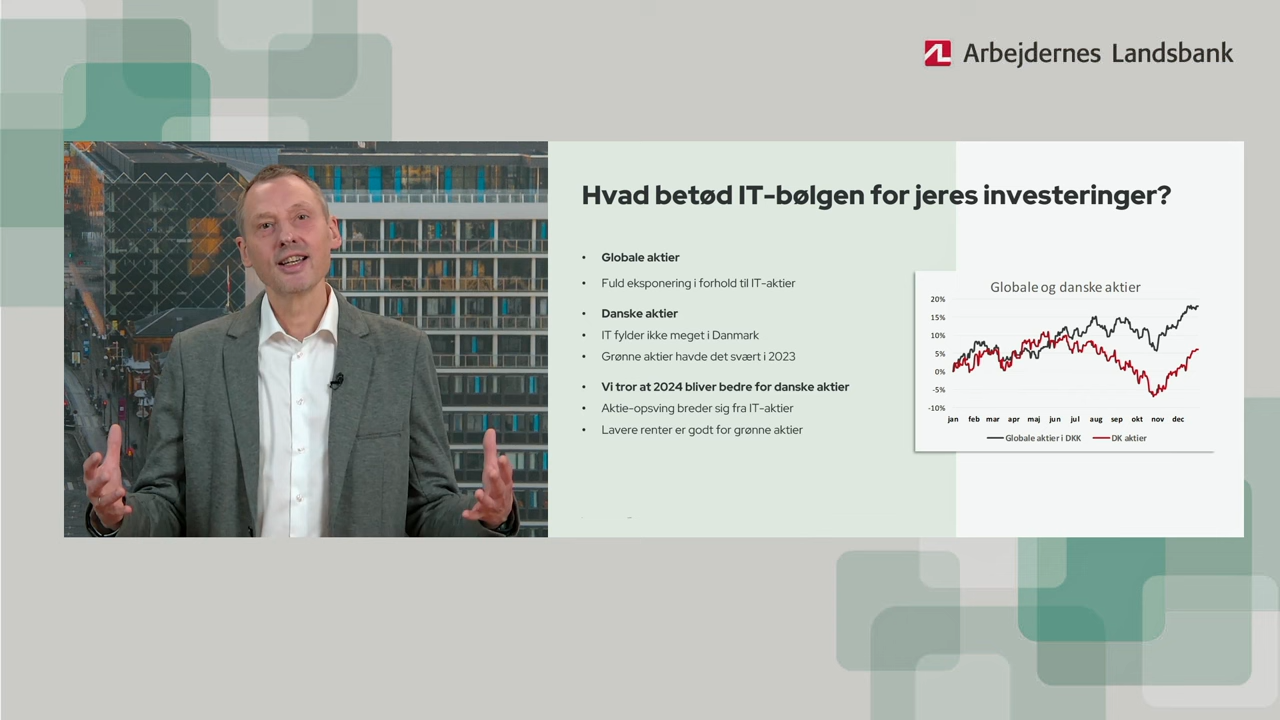 Arbejdernes Landsbank
Hvad betød IT-bølgen for jeres investeringer?
• Globale aktier
• Fuld eksponering i forhold til IT-aktier
• Danske aktier
• IT fylder ikke meget i Danmark
• Grønne aktier havde det svært i 2023
• Vi tror at 2024 bliver bedre for danske aktier
• Aktie-opsving breder sig fra IT-aktier
• Lavere renter er godt for grønne aktier
Globale og danske aktier
20%
15%
10%
5%
0%
-5%
-10%
jan feb mar apr maj jun jul aug sep okt nov dec
Globale aktier i DKK DK aktier